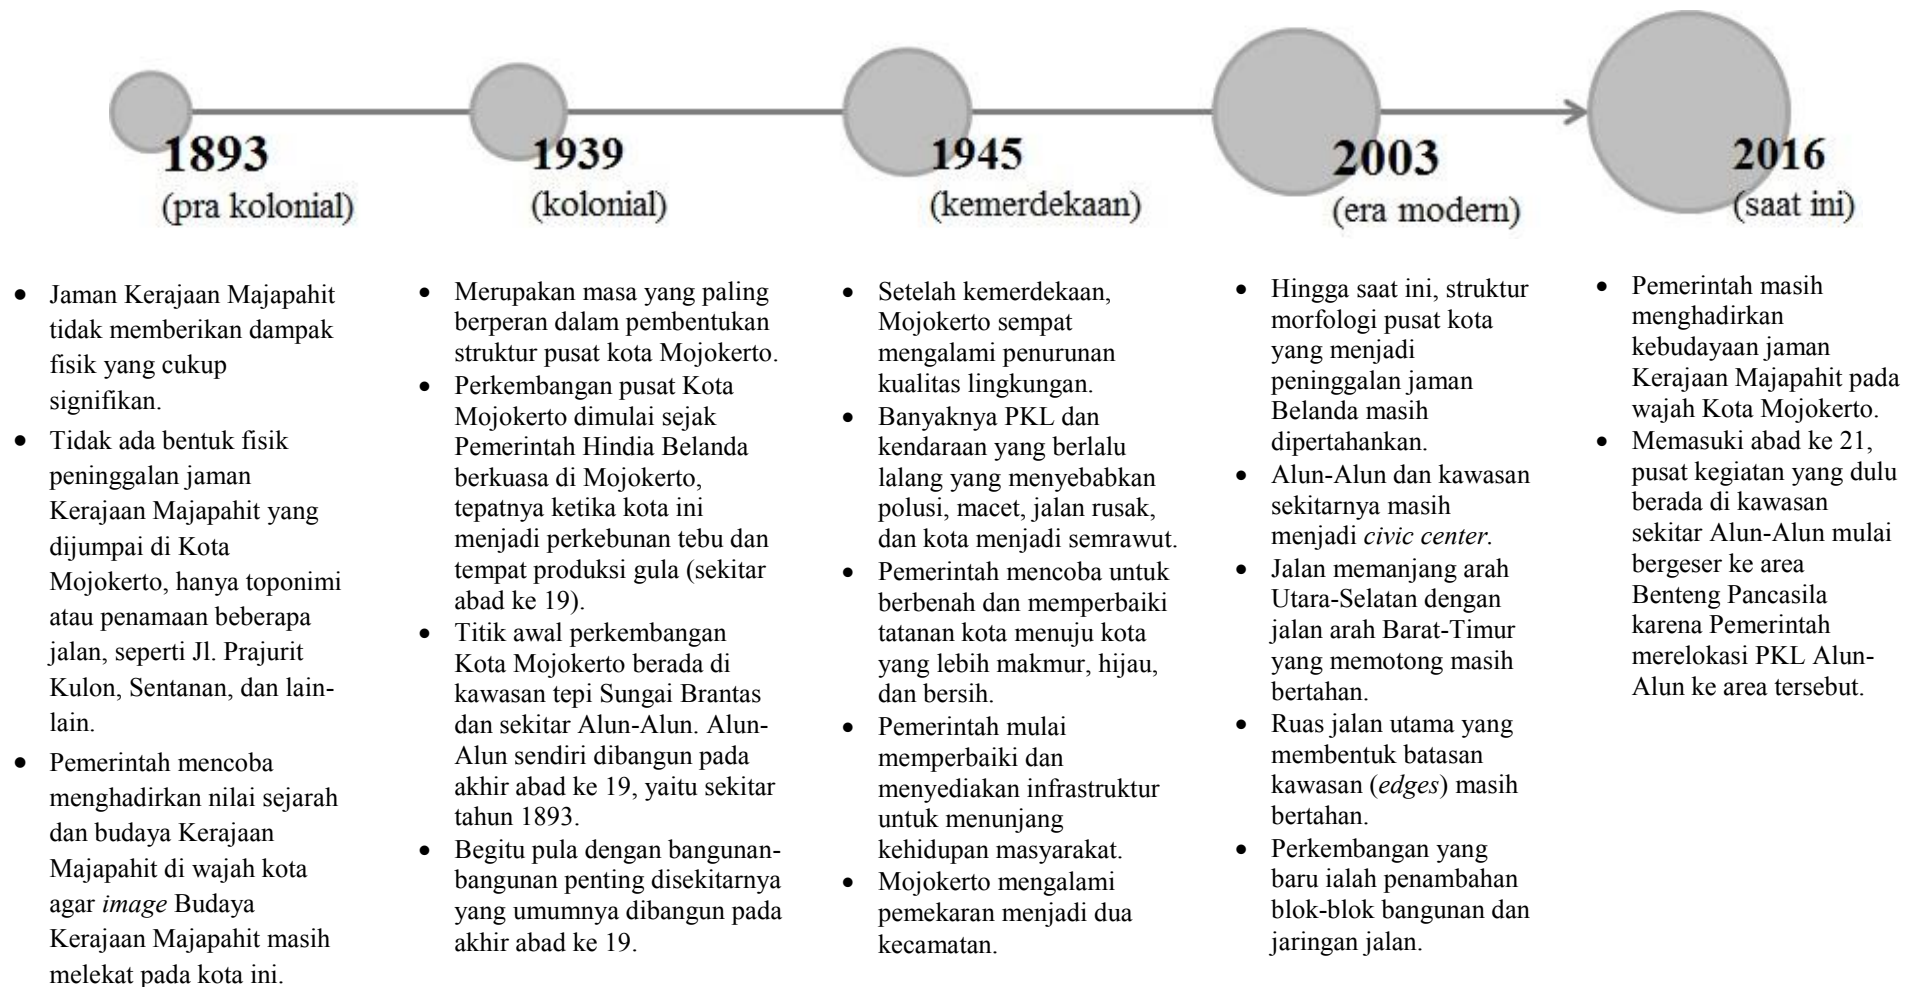 1893
(pra kolonial)
1939
(kolonial)
1945
(kemerdekaan)
2003
(era modern)
2016
(saat ini)
• Jaman Kerajaan Majapahit
tidak memberikan dampak
fisik yang cukup
signifikan.
• Tidak ada bentuk fisik
peninggalan jaman
Kerajaan Majapahit yang
dijumpai di Kota
Mojokerto, hanya toponimi
atau penamaan beberapa
jalan, seperti Jl. Prajurit
Kulon, Sentanan, dan lain-
lain.
• Pemerintah mencoba
menghadirkan nilai sejarah
dan budaya Kerajaan
Majapahit di wajah kota
agar image Budaya
Kerajaan Majapahit masih
melekat pada kota ini.
• Merupakan masa yang paling
berperan dalam pembentukan
struktur pusat kota Mojokerto.
• Perkembangan pusat Kota
Mojokerto dimulai sejak
Pemerintah Hindia Belanda
berkuasa di Mojokerto,
tepatnya ketika kota ini
menjadi perkebunan tebu dan
tempat produksi gula (sekitar
abad ke 19).
• Titik awal perkembangan
Kota Mojokerto berada di
kawasan tepi Sungai Brantas
dan sekitar Alun-Alun. Alun-
Alun sendiri dibangun pada
akhir abad ke 19, yaitu sekitar
tahun 1893.
• Begitu pula dengan bangunan-
bangunan penting disekitarnya
yang umumnya dibangun pada
akhir abad ke 19.
• Setelah kemerdekaan,
Mojokerto sempat
mengalami penurunan
kualitas lingkungan.
• Banyaknya PKL dan
kendaraan yang berlalu
lalang yang menyebabkan
polusi, macet, jalan rusak,
dan kota menjadi semrawut.
• Pemerintah mencoba untuk
berbenah dan memperbaiki
tatanan kota menuju kota
yang lebih makmur, hijau,
dan bersih.
• Pemerintah mulai
memperbaiki dan
menyediakan infrastruktur
untuk menunjang
kehidupan masyarakat.
• Mojokerto mengalami
pemekaran menjadi dua
kecamatan.
• Hingga saat ini, struktur
morfologi pusat kota
yang menjadi
peninggalan jaman
Belanda masih
dipertahankan.
• Alun-Alun dan kawasan
sekitarnya masih
menjadi civic center.
• Jalan memanjang arah
Utara-Selatan dengan
jalan arah Barat-Timur
yang memotong masih
bertahan.
• Ruas jalan utama yang
membentuk batasan
kawasan (edges) masih
bertahan.
• Perkembangan yang
baru ialah penambahan
blok-blok bangunan dan
jaringan jalan.
• Pemerintah masih
menghadirkan
kebudayaan jaman
Kerajaan Majapahit pada
wajah Kota Mojokerto.
• Memasuki abad ke 21,
pusat kegiatan yang dulu
berada di kawasan
sekitar Alun-Alun mulai
bergeser ke area
Benteng Pancasila
karena Pemerintah
merelokasi PKL Alun-
Alun ke area tersebut.